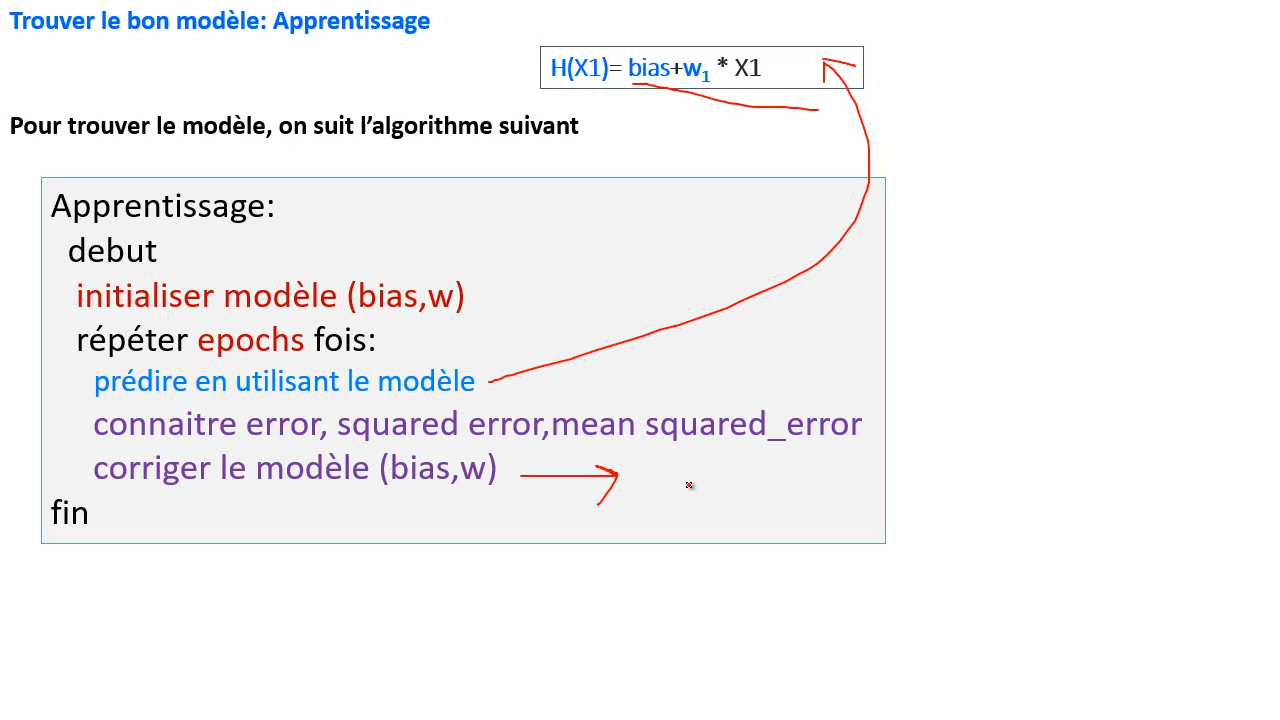 Trouver le bon modèle: Apprentissage
H(X1)= bias+w₁ * X1
Pour trouver le modèle, on suit l’algorithme suivant
Apprentissage:
debut
initialiser modèle (bias,w)
répéter epochs fois:
prédire en utilisant le modèle
connaitre error, squared error,mean squared_error
corriger le modèle (bias,w)
fin